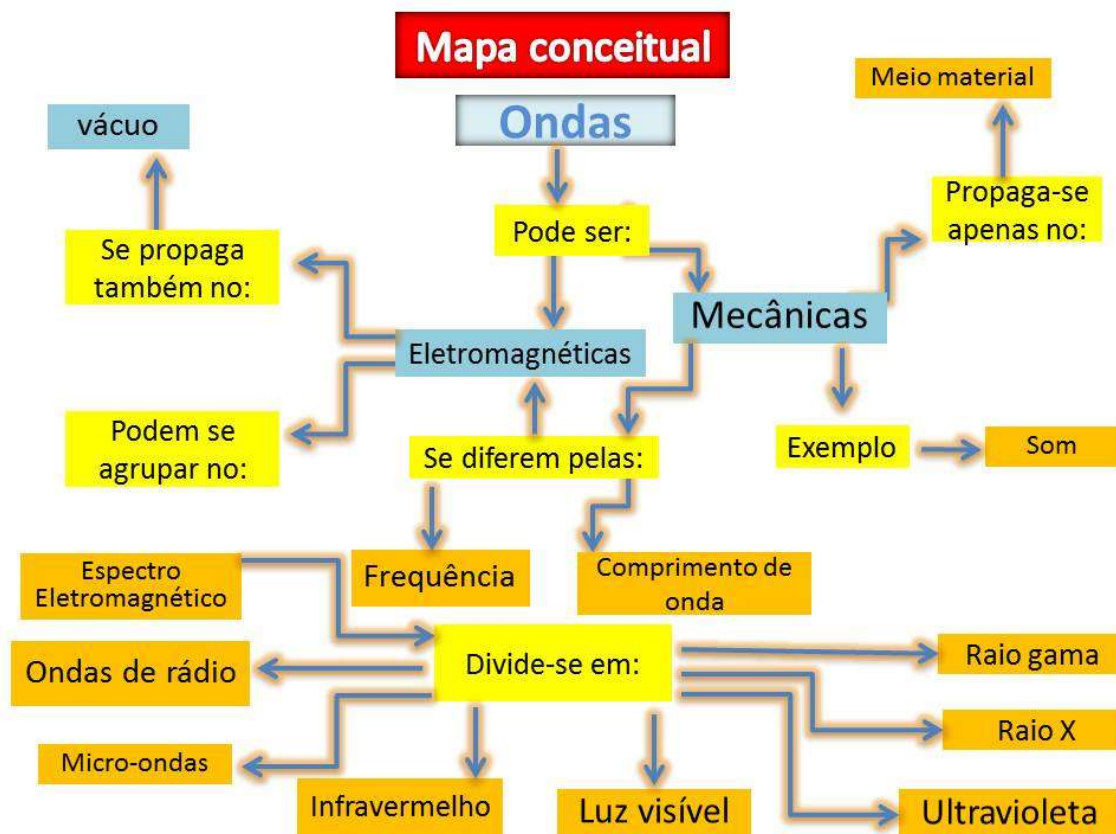 Mapa conceitual
Ondas
Meio material
vácuo
Propaga-se
apenas no:
Pode ser:
Se propaga
também no:
Mecânicas
Eletromagnéticas
Podem se
agrupar no:
Se diferem pelas:
Exemplo
Som
Espectro
Eletromagnético
Frequência
Comprimento de
onda
Divide-se em:
Ondas de rádio
Raio gama
Raio X
Micro-ondas
Infravermelho
Luz visível
Ultravioleta